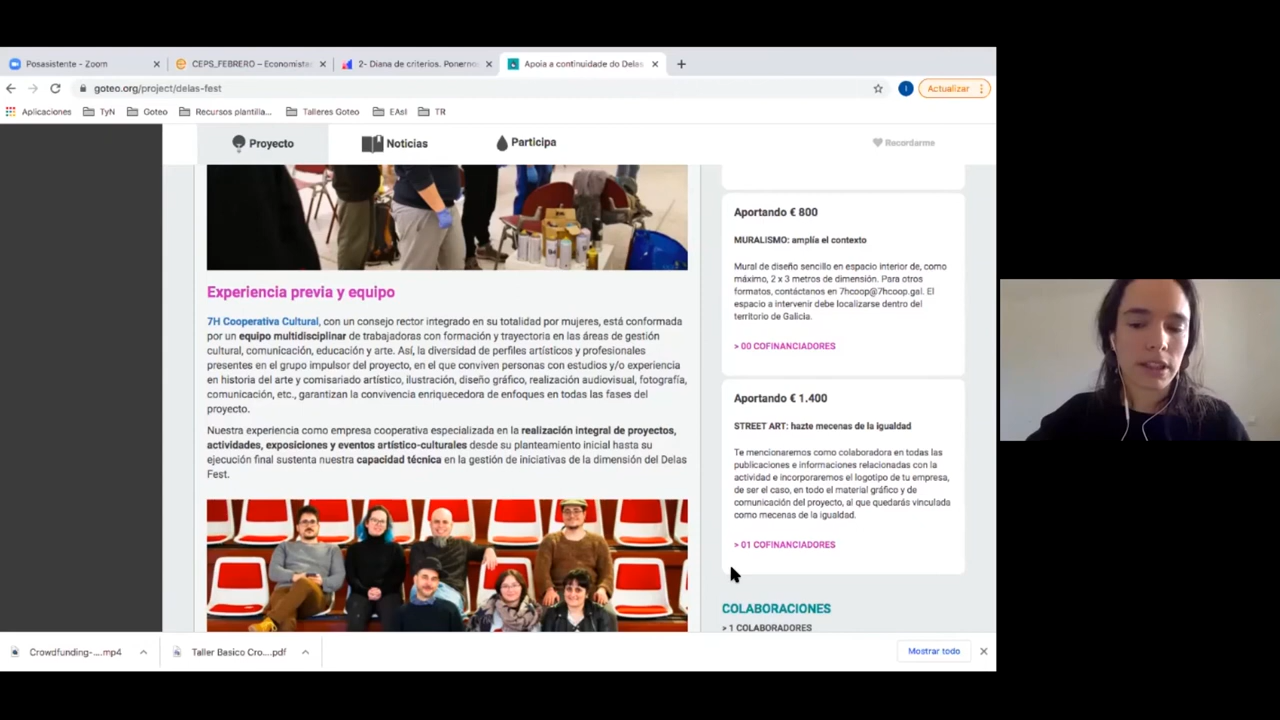 Posasistente - Zoom
CEPS_FEBRERO – Economistas
2- Diana de criterios. Ponemos
Apoia a continuidade do Delas
goteo.org/project/delas-fest
Actualizar
Aplicaciones
TyN
Goteo
Recursos plantilla...
Talleres Goteo
EAsI
TR
Proyecto
Noticias
Participa
Recordarme
Experiencia previa y equipo
7H Cooperativa Cultural, con un consejo rector integrado en su totalidad por mujeres, está conformada
por un equipo multidisciplinar de trabajadoras con formación y trayectoria en las áreas de gestión
cultural, comunicación, educación y arte. Así, la diversidad de perfiles artísticos y profesionales
presentes en el grupo impulsor del proyecto, en el que conviven personas con estudios y/o experiencia
en historia del arte y comisariado artístico, ilustración, diseño gráfico, realización audiovisual, fotografía,
comunicación, etc., garantizan la convivencia enriquecedora de enfoques en todas las fases del
proyecto.
Nuestra experiencia como empresa cooperativa especializada en la realización integral de proyectos,
actividades, exposiciones y eventos artístico-culturales desde su planteamiento inicial hasta su
ejecución final sustenta nuestra capacidad técnica en la gestión de iniciativas de la dimensión del Delas
Fest.
Aportando € 800
MURALISMO: amplía el contexto
Mural de diseño sencillo en espacio interior de, como
máximo, 2 x 3 metros de dimensión. Para otros
formatos, contáctanos en 7hcoop@7hcoop.gal. El
espacio a intervenir debe localizarse dentro del
territorio de Galicia.
> 00 COFINANCIADORES
Aportando € 1.400
STREET ART: hazte mecenas de la igualdad
Te mencionaremos como colaboradora en todas las
publicaciones e informaciones relacionadas con la
actividad e incorporaremos el logotipo de tu empresa,
de ser el caso, en todo el material gráfico y de
comunicación del proyecto, al que quedarás vinculada
como mecenas de la igualdad.
> 01 COFINANCIADORES
COLABORACIONES
> 1 COLABORADORES
Crowdfunding-....mp4
Taller Basico Cro....pdf
Mostrar todo